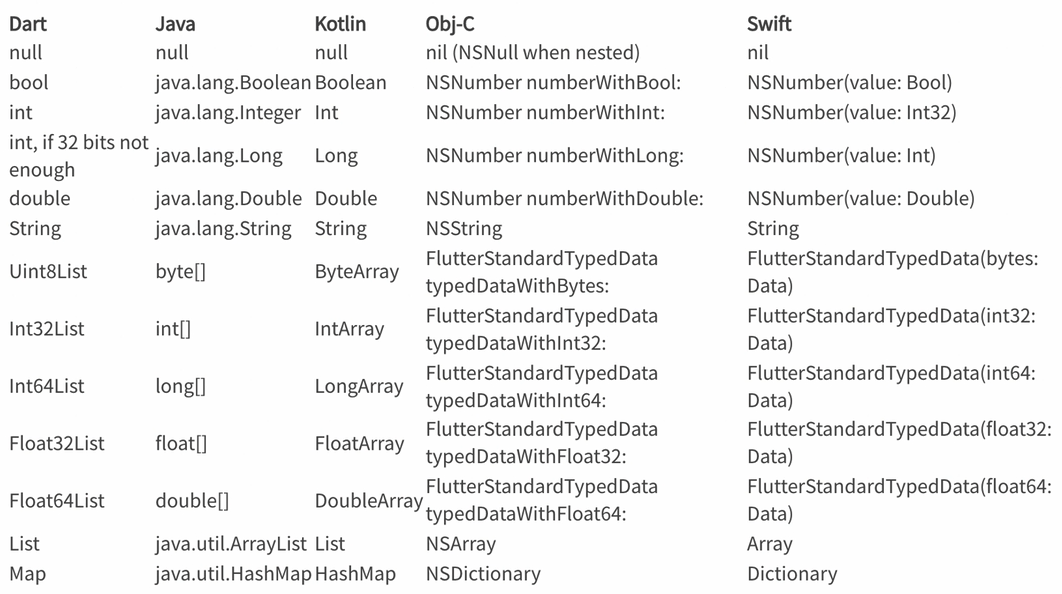 Dart Java Kotlin Obj-C Swift
null null null nil (NSNull when nested) nil
bool java.lang.Boolean Boolean NSNumber numberWithBool: NSNumber(value: Bool)
int java.lang.Integer Int NSNumber numberWithInt: NSNumber(value: Int32)
int, if 32 bits not
enough java.lang.Long Long NSNumber numberWithLong: NSNumber(value: Int)
double java.lang.Double Double NSNumber numberWithDouble: NSNumber(value: Double)
String java.lang.String String NSString String
Uint8List byte[] ByteArray FlutterStandardTypedData FlutterStandardTypedData(bytes:
typedDataWithBytes: Data)
Int32List int[] IntArray FlutterStandardTypedData FlutterStandardTypedData(int32:
typedDataWithInt32: Data)
Int64List long[] LongArray FlutterStandardTypedData FlutterStandardTypedData(int64:
typedDataWithInt64: Data)
Float32List float[] FloatArray FlutterStandardTypedData FlutterStandardTypedData(float32:
typedDataWithFloat32: Data)
Float64List double[] DoubleArray FlutterStandardTypedData FlutterStandardTypedData(float64:
typedDataWithFloat64: Data)
List java.util.ArrayList List NSArray Array
Map java.util.HashMap HashMap NSDictionary Dictionary